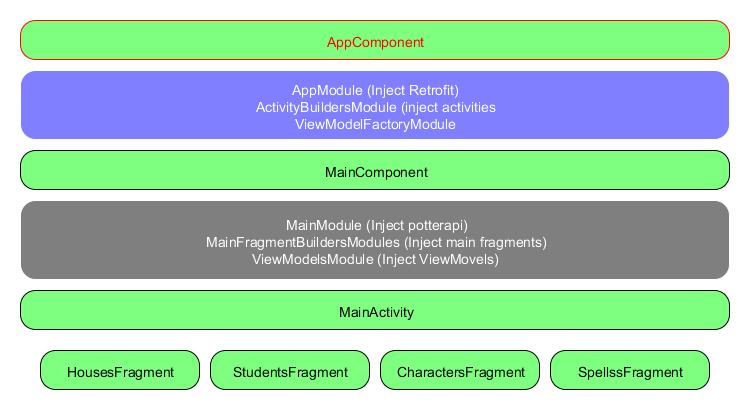 AppComponent
AppModule (Inject Retrofit)
ActivityBuildersModule (inject activities
ViewModelFactoryModule
MainComponent
MainModule (Inject potterapi)
MainFragmentBuildersModules (Inject main fragments)
ViewModelsModule (Inject ViewMovels)
MainActivity
HousesFragment StudentsFragment CharactersFragment SpellssFragment